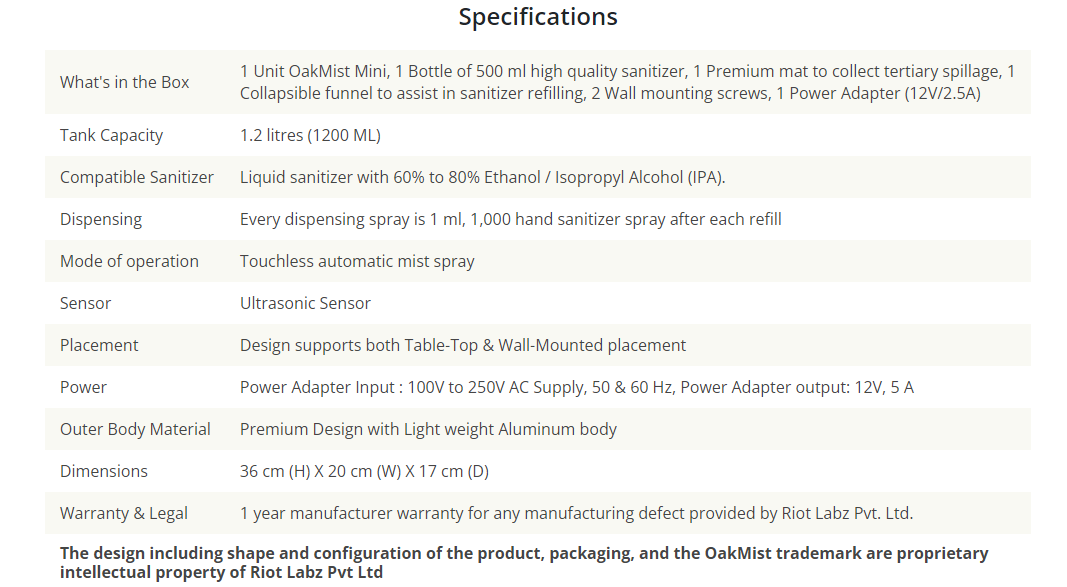 Specifications
What's in the Box
1 Unit OakMist Mini, 1 Bottle of 500 ml high quality sanitizer, 1 Premium mat to collect tertiary spillage, 1
Collapsible funnel to assist in sanitizer refilling, 2 Wall mounting screws, 1 Power Adapter (12V/2.5A)
Tank Capacity
1.2 litres (1200 ML)
Compatible Sanitizer
Liquid sanitizer with 60% to 80% Ethanol / Isopropyl Alcohol (IPA).
Dispensing
Every dispensing spray is 1 ml, 1,000 hand sanitizer spray after each refill
Mode of operation
Touchless automatic mist spray
Sensor
Ultrasonic Sensor
Placement
Design supports both Table-Top & Wall-Mounted placement
Power
Power Adapter Input : 100V to 250V AC Supply, 50 & 60 Hz, Power Adapter output: 12V, 5 A
Outer Body Material
Premium Design with Light weight Aluminum body
Dimensions
36 cm (H) X 20 cm (W) X 17 cm (D)
Warranty & Legal
1 year manufacturer warranty for any manufacturing defect provided by Riot Labz Pvt. Ltd.
The design including shape and configuration of the product, packaging, and the OakMist trademark are proprietary
intellectual property of Riot Labz Pvt Ltd